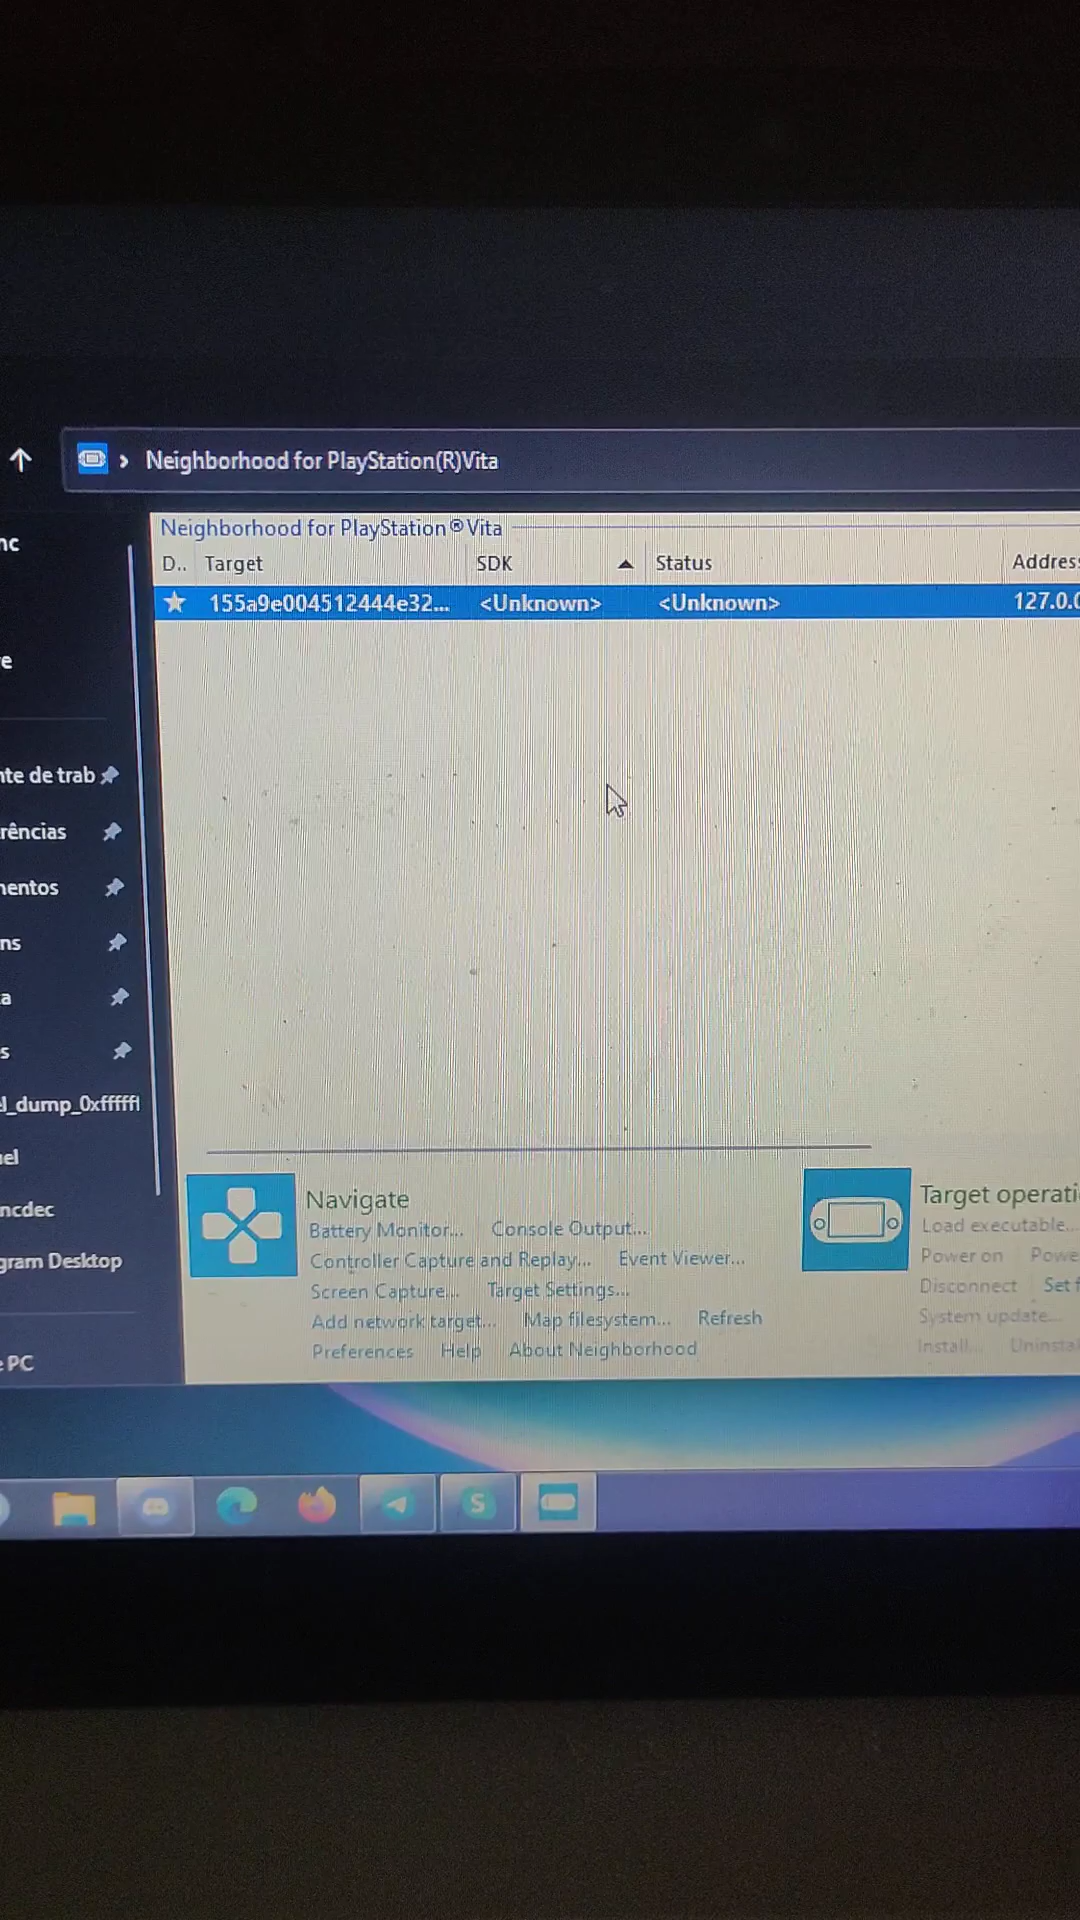 Neighborhood for PlayStation(R)Vita
Neighborhood for PlayStation®Vita
D.. Target SDK Status Address
155a9e004512444e32... <Unknown> <Unknown> 127.0.0
nc
e
nte de trab
rências
nentos
ns
a
s
l_dump_0xfffff
el
ncdec
gram Desktop
PC
Navigate
Battery Monitor... Console Output...
Controller Capture and Replay... Event Viewer...
Screen Capture... Target Settings...
Add network target... Map filesystem... Refresh
Preferences Help About Neighborhood
Target operati
Load executable...
Power on Powe
Disconnect Set f
System update...
Install... Uninstal
S